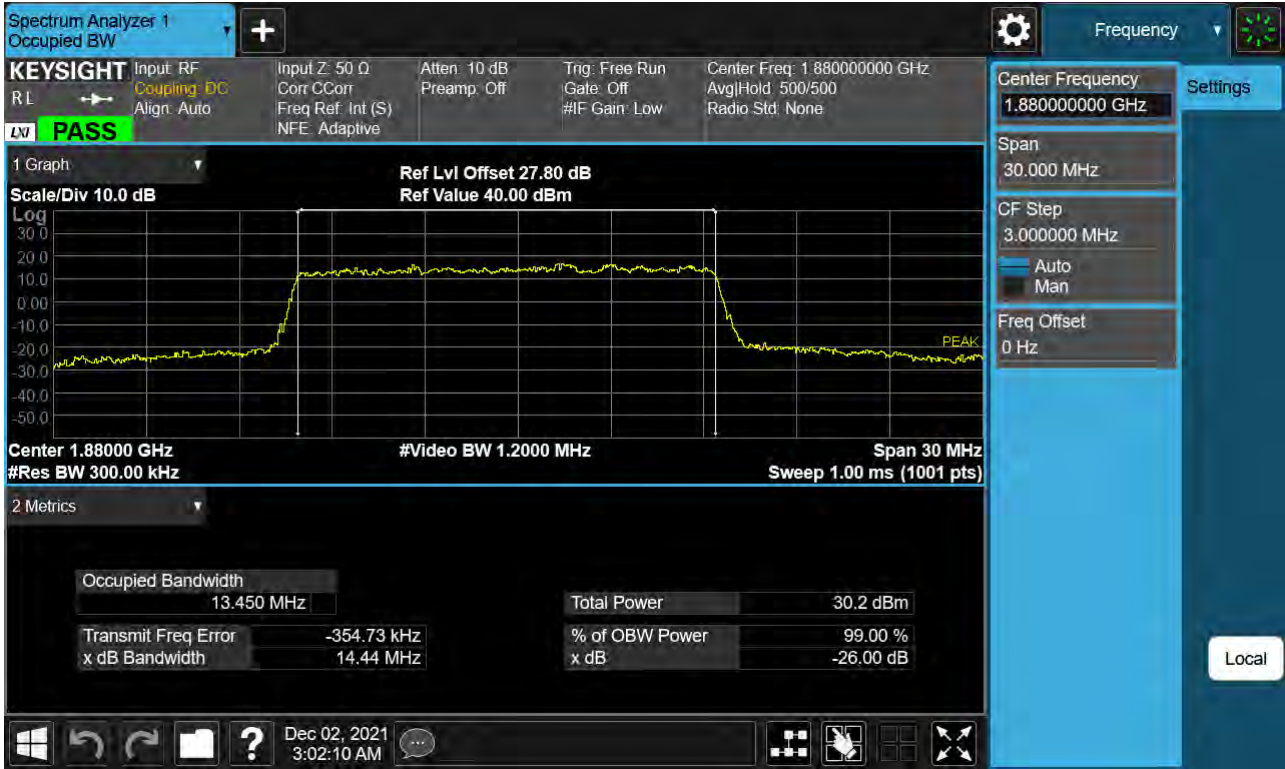 Spectrum Analyzer 1
Occupied BW
+
Frequency
KEYSIGHT
RL
LXI PASS
Input: RF
Coupling: DC
Align: Auto
Input Z: 50 Ω
Corr CCorr
Freq Ref: Int (S)
NFE: Adaptive
Atten: 10 dB
Preamp: Off
Trig: Free Run
Gate: Off
#IF Gain: Low
Center Freq: 1.880000000 GHz
Avg|Hold: 500/500
Radio Std: None
Center Frequency
1.880000000 GHz
Settings
Span
30.000 MHz
CF Step
3.000000 MHz
Auto
Man
Freq Offset
0 Hz
Local
1 Graph
Scale/Div 10.0 dB
Ref Lvl Offset 27.80 dB
Ref Value 40.00 dBm
Log
30.0
20.0
10.0
0.00
-10.0
-20.0
-30.0
-40.0
-50.0
PEAK
Center 1.88000 GHz
#Video BW 1.2000 MHz
Span 30 MHz
#Res BW 300.00 kHz
Sweep 1.00 ms (1001 pts)
2 Metrics
Occupied Bandwidth
13.450 MHz
Total Power 30.2 dBm
Transmit Freq Error -354.73 kHz
% of OBW Power 99.00 %
x dB Bandwidth 14.44 MHz
x dB -26.00 dB
?
Dec 02, 2021
3:02:10 AM